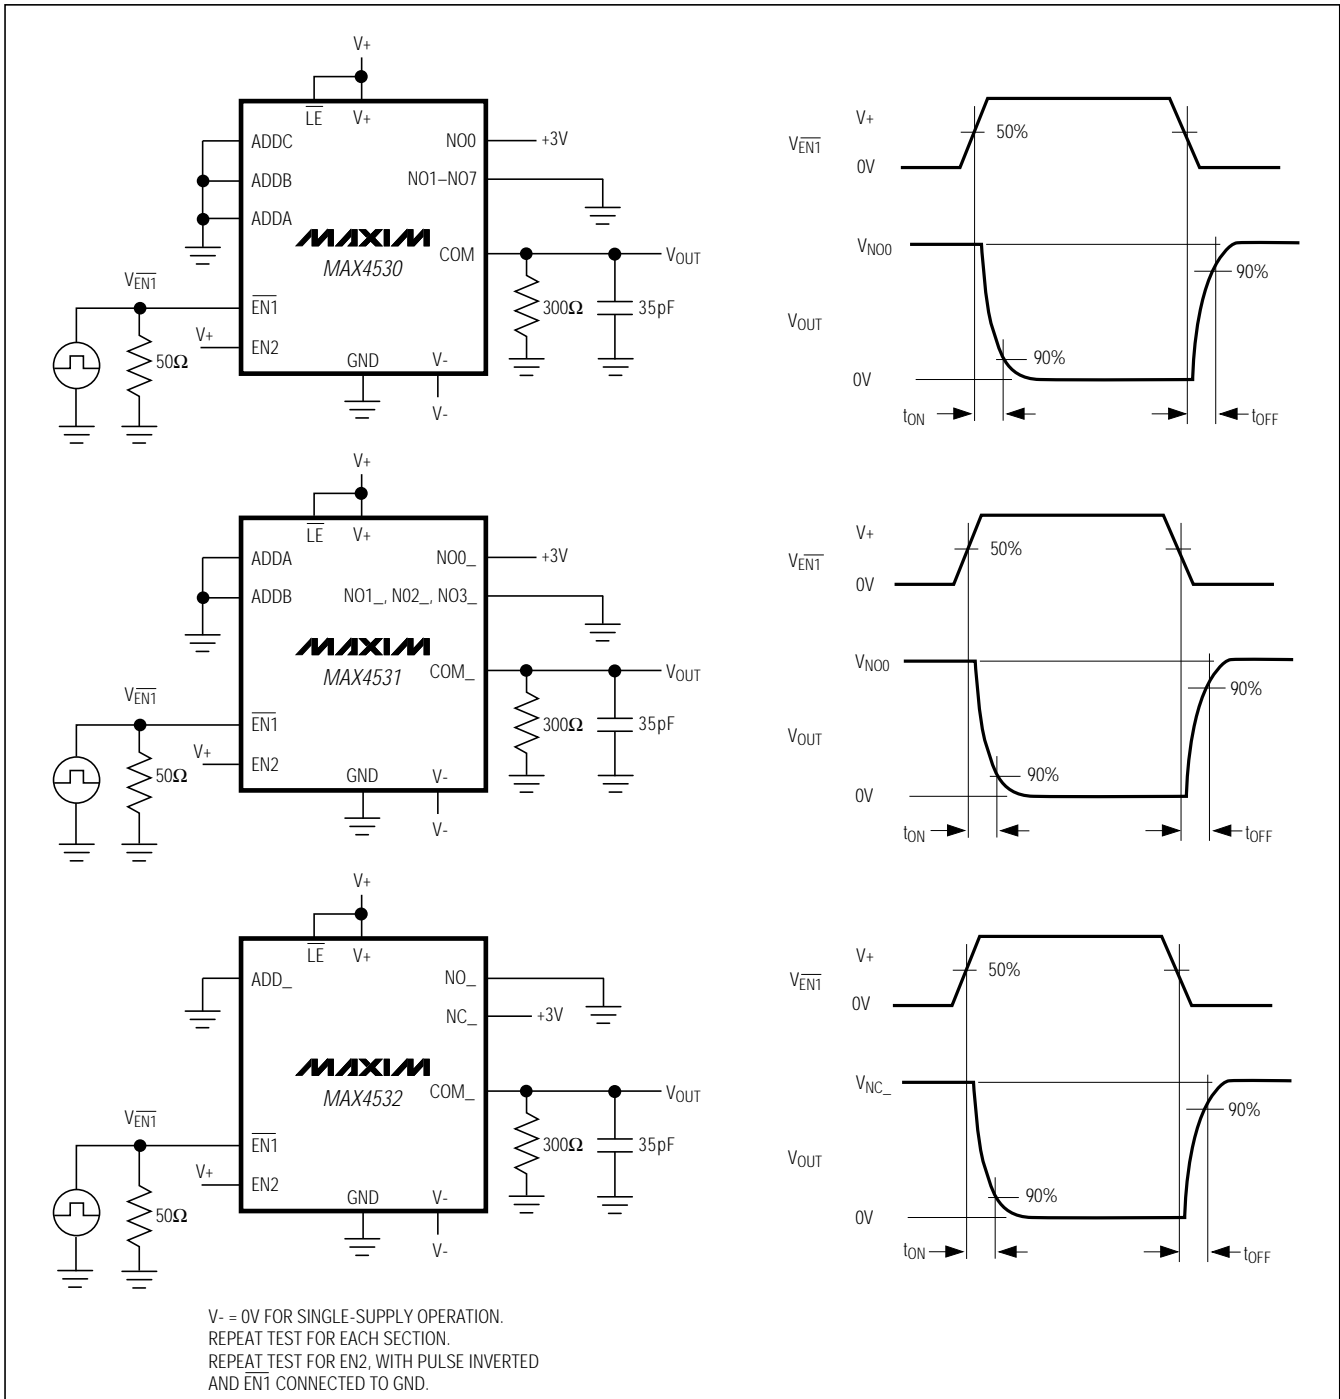 V+
LE V+
ADDC
ADDB
ADDA
NO0 +3V
NO1–NO7
MAXIM
MAX4530
COM VOUT
300Ω 35pF
VEN1
EN1
V+ EN2
50Ω
GND V-
V-
V+
VEN1
0V
50%
VNO0
90%
VOUT
90%
0V
tON tOFF
V+
LE V+
ADDA
ADDB
NO0_ +3V
NO1_, N02_, NO3_
MAXIM
MAX4531
COM_ VOUT
300Ω 35pF
VEN1
EN1
V+ EN2
50Ω
GND V-
V-
V+
VEN1
0V
50%
VNO0
90%
VOUT
90%
0V
tON tOFF
V+
LE V+
ADD_
NO_
NC_ +3V
MAXIM
MAX4532
COM_ VOUT
300Ω 35pF
VEN1
EN1
V+ EN2
50Ω
GND V-
V-
V+
VEN1
0V
50%
VNC_
90%
VOUT
90%
0V
tON tOFF
V- = 0V FOR SINGLE-SUPPLY OPERATION.
REPEAT TEST FOR EACH SECTION.
REPEAT TEST FOR EN2, WITH PULSE INVERTED
AND EN1 CONNECTED TO GND.